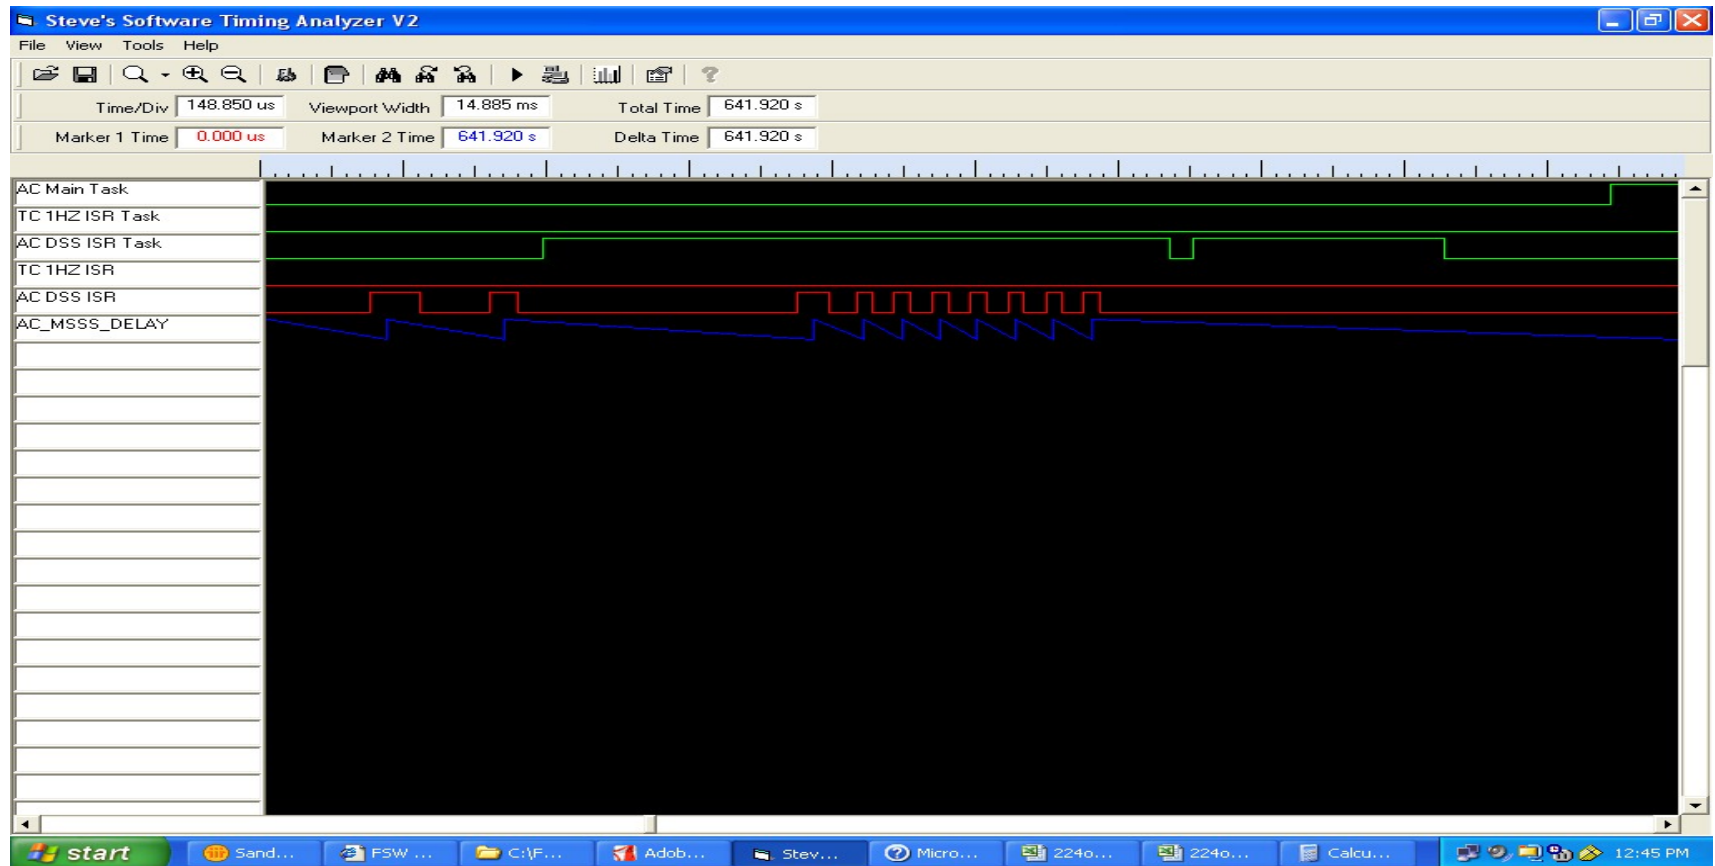 Steve's Software Timing Analyzer V2
File View Tools Help
Time/Div 148.850 us Viewport Width 14.885 ms Total Time 641.920 s
Marker 1 Time 0.000 us Marker 2 Time 641.920 s Delta Time 641.920 s
AC Main Task
TC 1HZ ISR Task
AC DSS ISR Task
TC 1HZ ISR
AC DSS ISR
AC_MSSS_DELAY
start Sand... FSW ... C:\F... Adob... Stev... Micro... 224o... 224o... Calcu... 12:45 PM